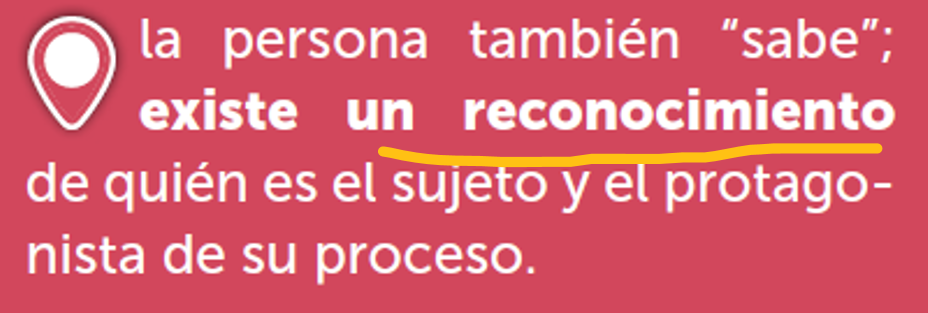 la persona también “sabe”;
existe un reconocimiento
de quién es el sujeto y el protago-
nista de su proceso.